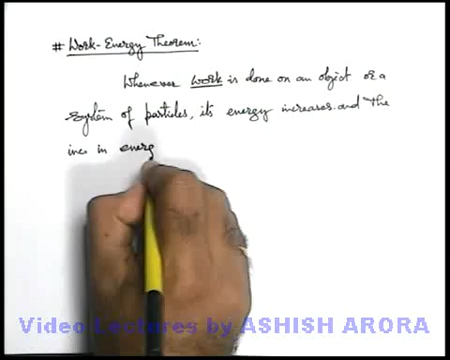 # Work-Energy Theorem:
Whenever work is done on an object or a
system of particles, its energy increases. and the
inc. in energ
Video Lectures by ASHISH ARORA